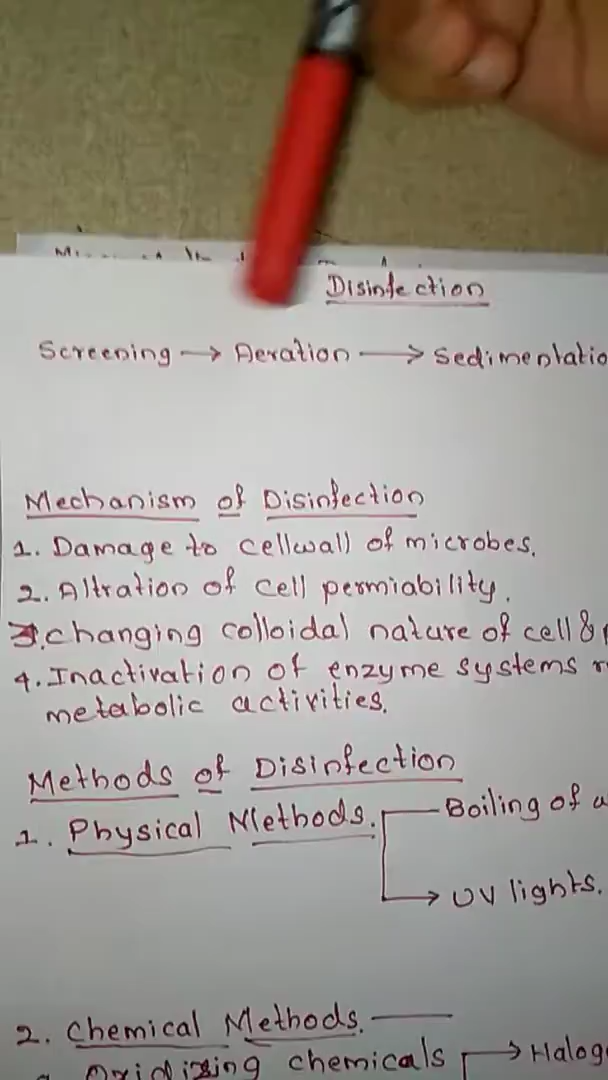 Disinfection
Screening → Aeration → Sedimentatio
Mechanism of Disinfection
1. Damage to cellwall of microbes.
2. Altration of cell permiability.
3. changing colloidal nature of cell &
4. Inactivation of enzyme systems
metabolic activities.
Methods of Disinfection
1. Physical Methods.
Boiling of
→ UV lights.
2. Chemical Methods.
Oxidizing chemicals → Halog